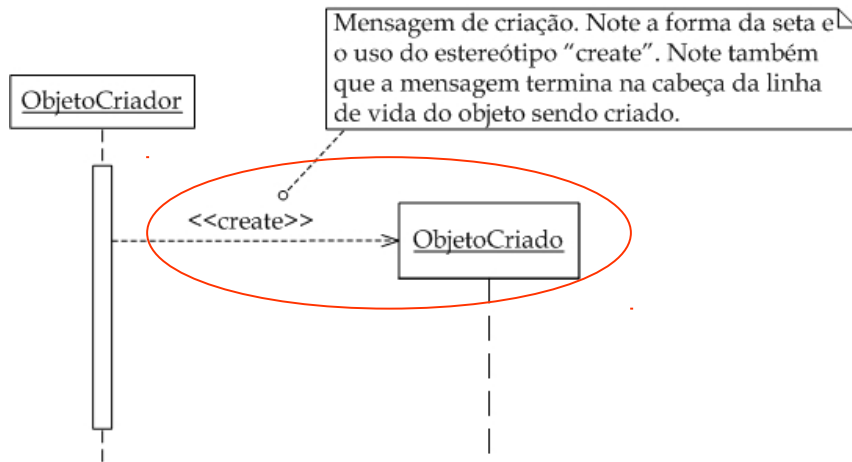 Mensagem de criação. Note a forma da seta e
o uso do estereótipo “create”. Note também
que a mensagem termina na cabeça da linha
de vida do objeto sendo criado.
ObjetoCriador
<<create>>
ObjetoCriado